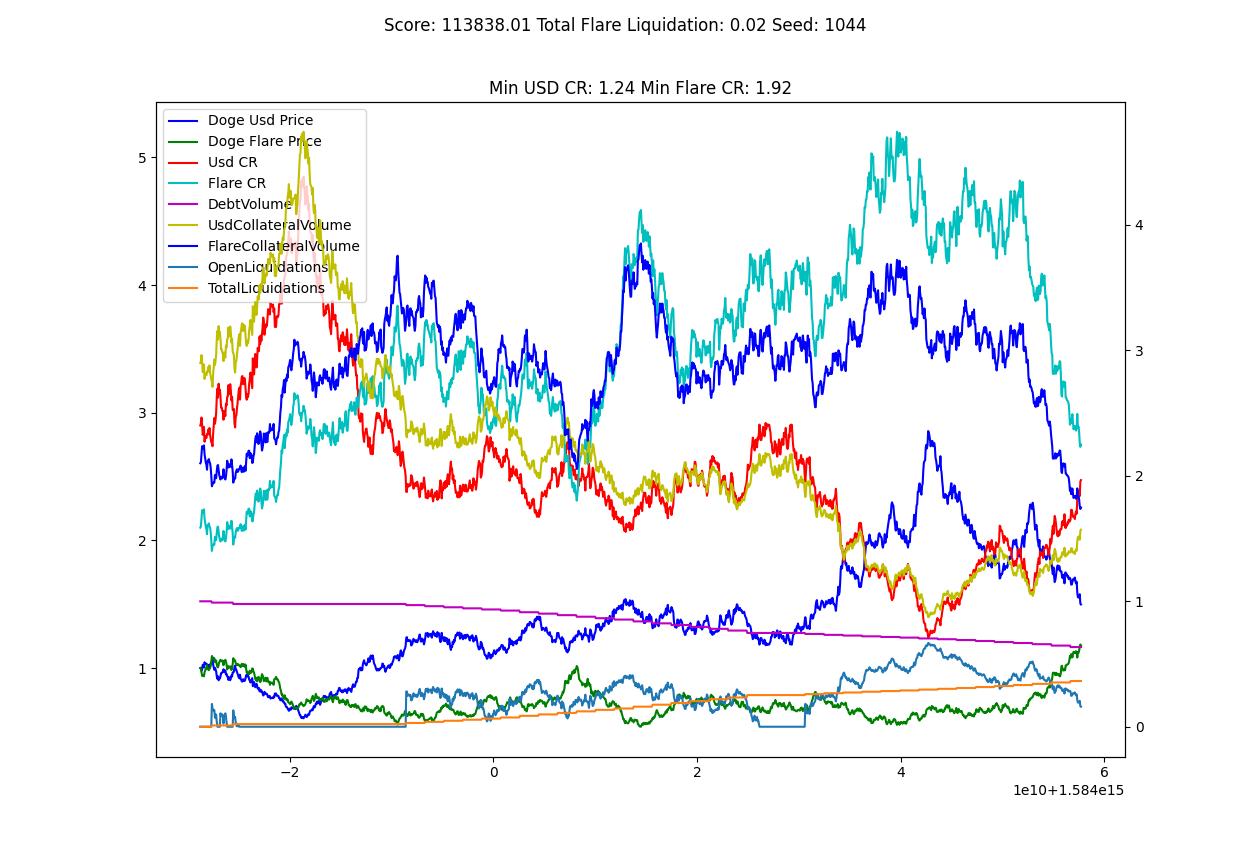 Score: 113838.01 Total Flare Liquidation: 0.02 Seed: 1044
Min USD CR: 1.24 Min Flare CR: 1.92
Doge Usd Price
Doge Flare Price
Usd CR
Flare CR
DebtVolume
UsdCollateralVolume
FlareCollateralVolume
OpenLiquidations
TotalLiquidations
5
4
3
2
1
4
3
2
1
0
−2
0
2
4
6
1e10+1.584e15